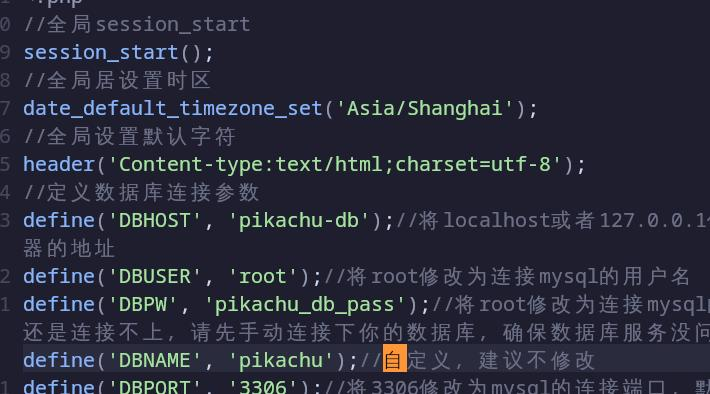 //全局session_start
9 session_start();
8 //全局居设置时区
7 date_default_timezone_set('Asia/Shanghai');
6 //全局设置默认字符
5 header('Content-type:text/html;charset=utf-8');
4 //定义数据库连接参数
3 define('DBHOST', 'pikachu-db');//将localhost或者127.0.0.1
器的地址
2 define('DBUSER', 'root');//将root修改为连接mysql的用户名
1 define('DBPW', 'pikachu_db_pass');//将root修改为连接mysql
还是连接不上, 请先手动连接下你的数据库, 确保数据库服务没问
define('DBNAME', 'pikachu');//自定义, 建议不修改
1 define('DBPORT', '3306');//将3306修改为mysql的连接端口, 默